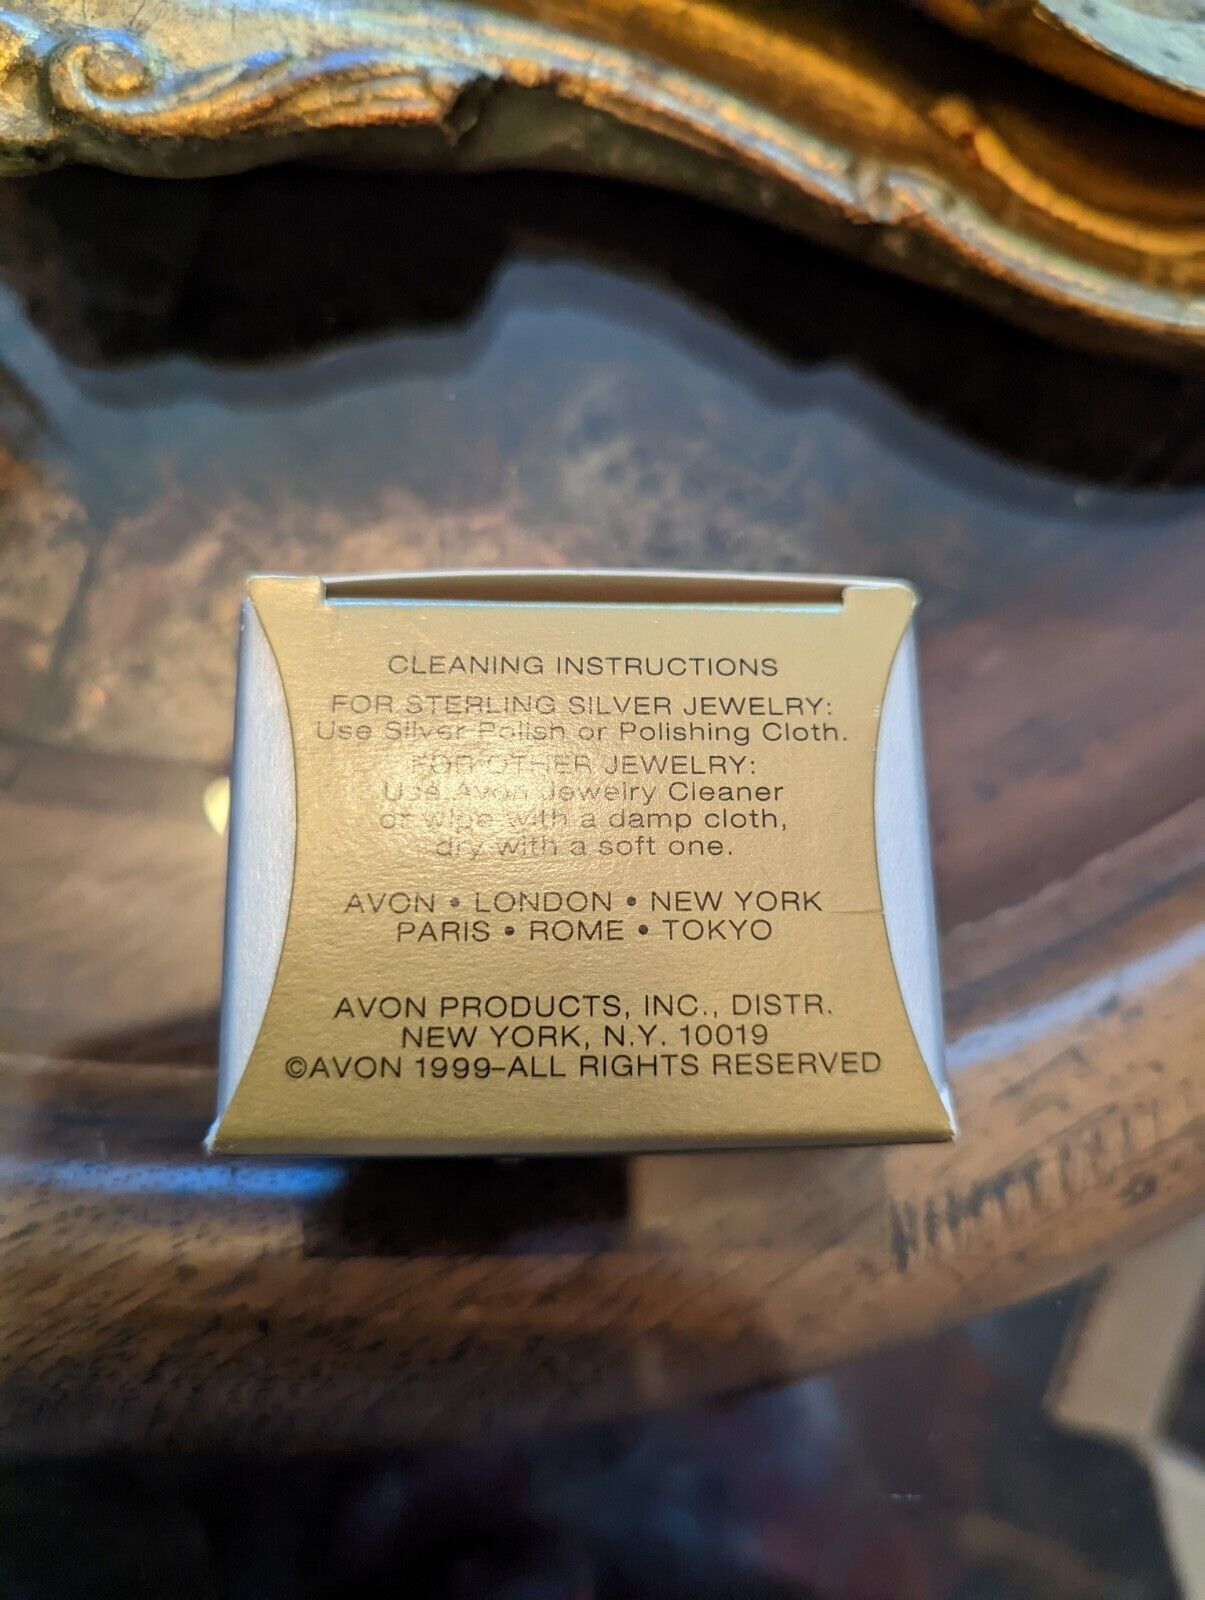 CLEANING INSTRUCTIONS
FOR STERLING SILVER JEWELRY:
Use Silver Polish or Polishing Cloth.
FOR OTHER JEWELRY:
Use Avon Jewelry Cleaner
or wipe with a damp cloth,
dry with a soft one.
AVON • LONDON • NEW YORK
PARIS • ROME • TOKYO
AVON PRODUCTS, INC., DISTR.
NEW YORK, N.Y. 10019
©AVON 1999–ALL RIGHTS RESERVED